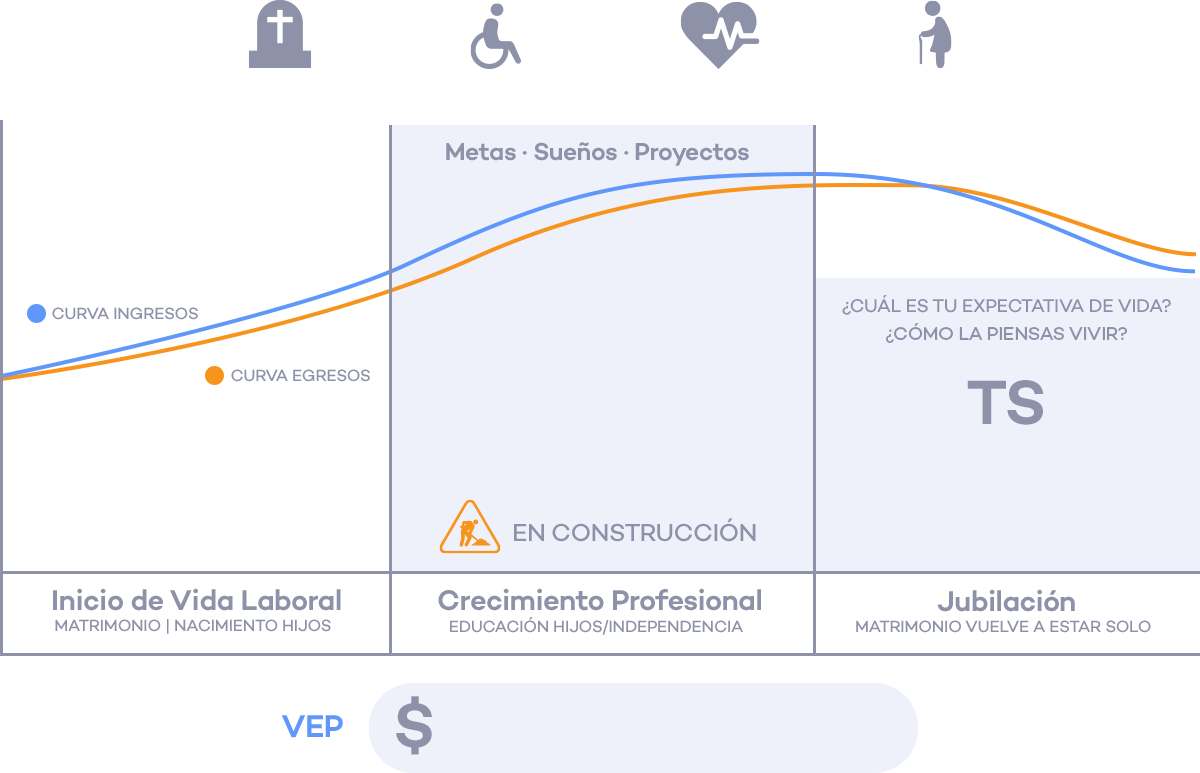 Metas · Sueños · Proyectos
CURVA INGRESOS
CURVA EGRESOS
¿CUÁL ES TU EXPECTATIVA DE VIDA?
¿CÓMO LA PIENSAS VIVIR?
TS
EN CONSTRUCCIÓN
Inicio de Vida Laboral
MATRIMONIO | NACIMIENTO HIJOS
Crecimiento Profesional
EDUCACIÓN HIJOS/INDEPENDENCIA
Jubilación
MATRIMONIO VUELVE A ESTAR SOLO
VEP
$